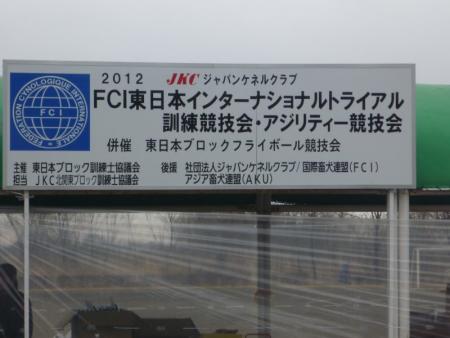 2012 JKC ジャパンケネルクラブ
FCI東日本インターナショナルトライアル
訓練競技会・アジリティー競技会
併催 東日本ブロックフライボール競技会
主催 東日本ブロック訓練士協議会
担当 JKC北関東ブロック訓練士協議会
後援 社団法人ジャパンケネルクラブ/国際畜犬連盟(FCI)
アジア畜犬連盟(AKU)
FEDERATION CYNOLOGIQUE INTERNATIONALE
FCI